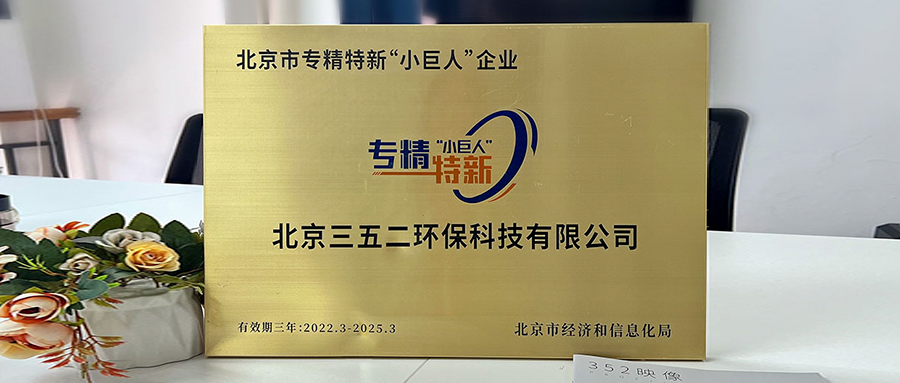 北京市专精特新“小巨人”企业
专精“小巨人”特新
北京三五二环保科技有限公司
有效期三年:2022.3-2025.3
北京市经济和信息化局
352映像